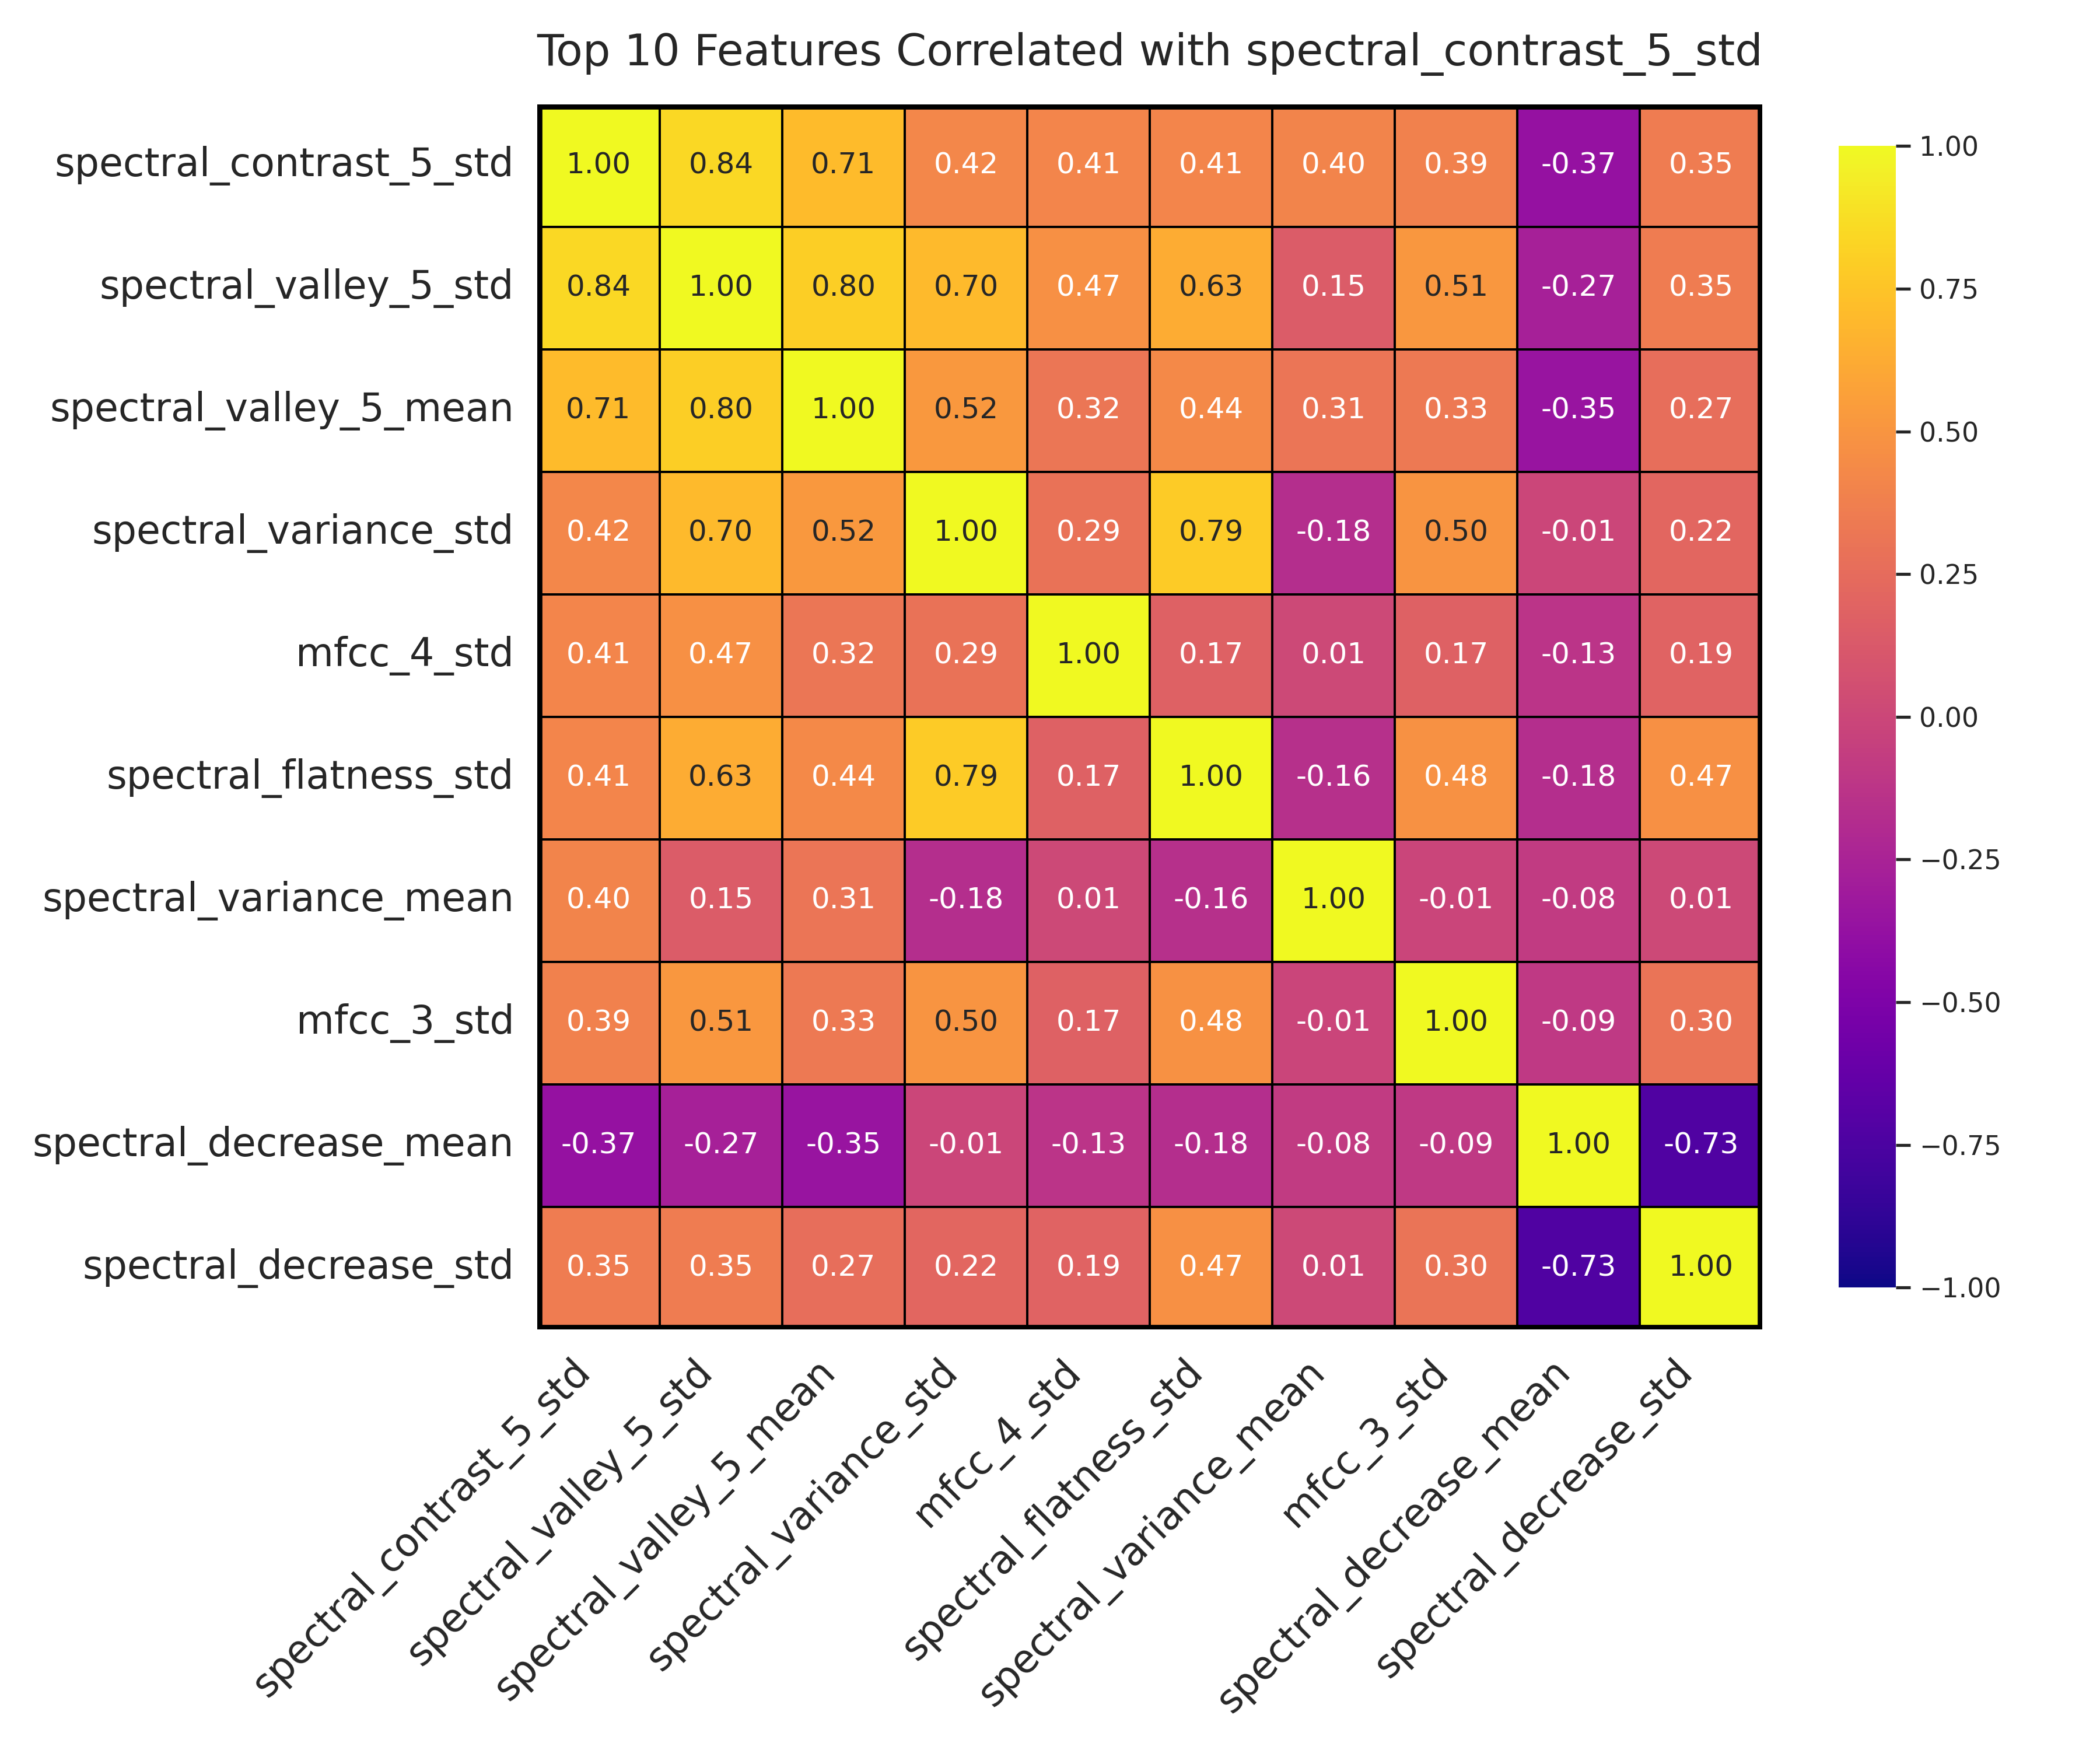 Top 10 Features Correlated with spectral_contrast_5_std
spectral_contrast_5_std 1.00 0.84 0.71 0.42 0.41 0.41 0.40 0.39 -0.37 0.35
spectral_valley_5_std 0.84 1.00 0.80 0.70 0.47 0.63 0.15 0.51 -0.27 0.35
spectral_valley_5_mean 0.71 0.80 1.00 0.52 0.32 0.44 0.31 0.33 -0.35 0.27
spectral_variance_std 0.42 0.70 0.52 1.00 0.29 0.79 -0.18 0.50 -0.01 0.22
mfcc_4_std 0.41 0.47 0.32 0.29 1.00 0.17 0.01 0.17 -0.13 0.19
spectral_flatness_std 0.41 0.63 0.44 0.79 0.17 1.00 -0.16 0.48 -0.18 0.47
spectral_variance_mean 0.40 0.15 0.31 -0.18 0.01 -0.16 1.00 -0.01 -0.08 0.01
mfcc_3_std 0.39 0.51 0.33 0.50 0.17 0.48 -0.01 1.00 -0.09 0.30
spectral_decrease_mean -0.37 -0.27 -0.35 -0.01 -0.13 -0.18 -0.08 -0.09 1.00 -0.73
spectral_decrease_std 0.35 0.35 0.27 0.22 0.19 0.47 0.01 0.30 -0.73 1.00
spectral_contrast_5_std
spectral_valley_5_std
spectral_valley_5_mean
spectral_variance_std
mfcc_4_std
spectral_flatness_std
spectral_variance_mean
mfcc_3_std
spectral_decrease_mean
spectral_decrease_std
1.00
0.75
0.50
0.25
0.00
−0.25
−0.50
−0.75
−1.00